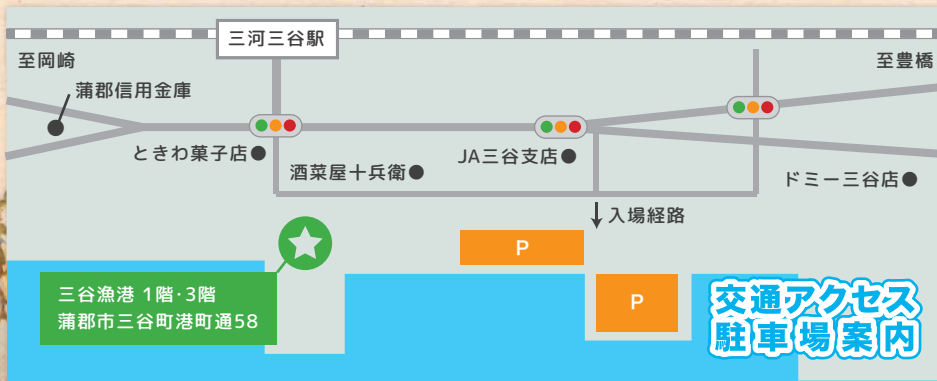 三河三谷駅
至岡崎
至豊橋
蒲郡信用金庫
ときわ菓子店
JA三谷支店
酒菜屋十兵衛
ドミー三谷店
入場経路
P
P
三谷漁港 1階・3階
蒲郡市三谷町港町通58
交通アクセス
駐車場案内